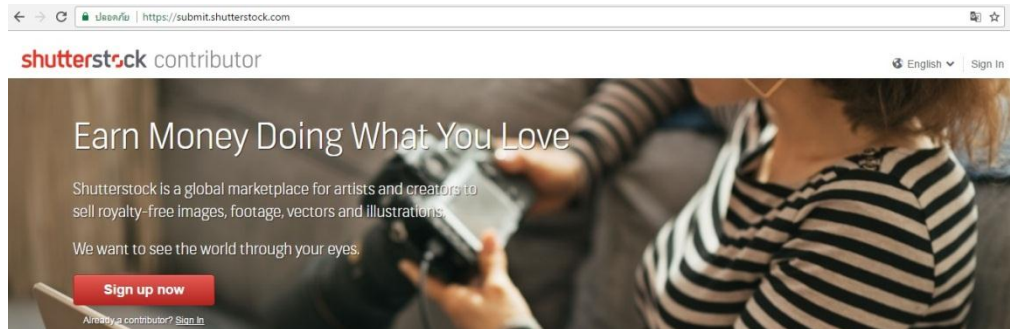 ปลอดภัย | https://submit.shutterstock.com
shutterstock contributor
English
Sign In
Earn Money Doing What You Love
Shutterstock is a global marketplace for artists and creators to
sell royalty-free images, footage, vectors and illustrations.
We want to see the world through your eyes.
Sign up now
Already a contributor? Sign In